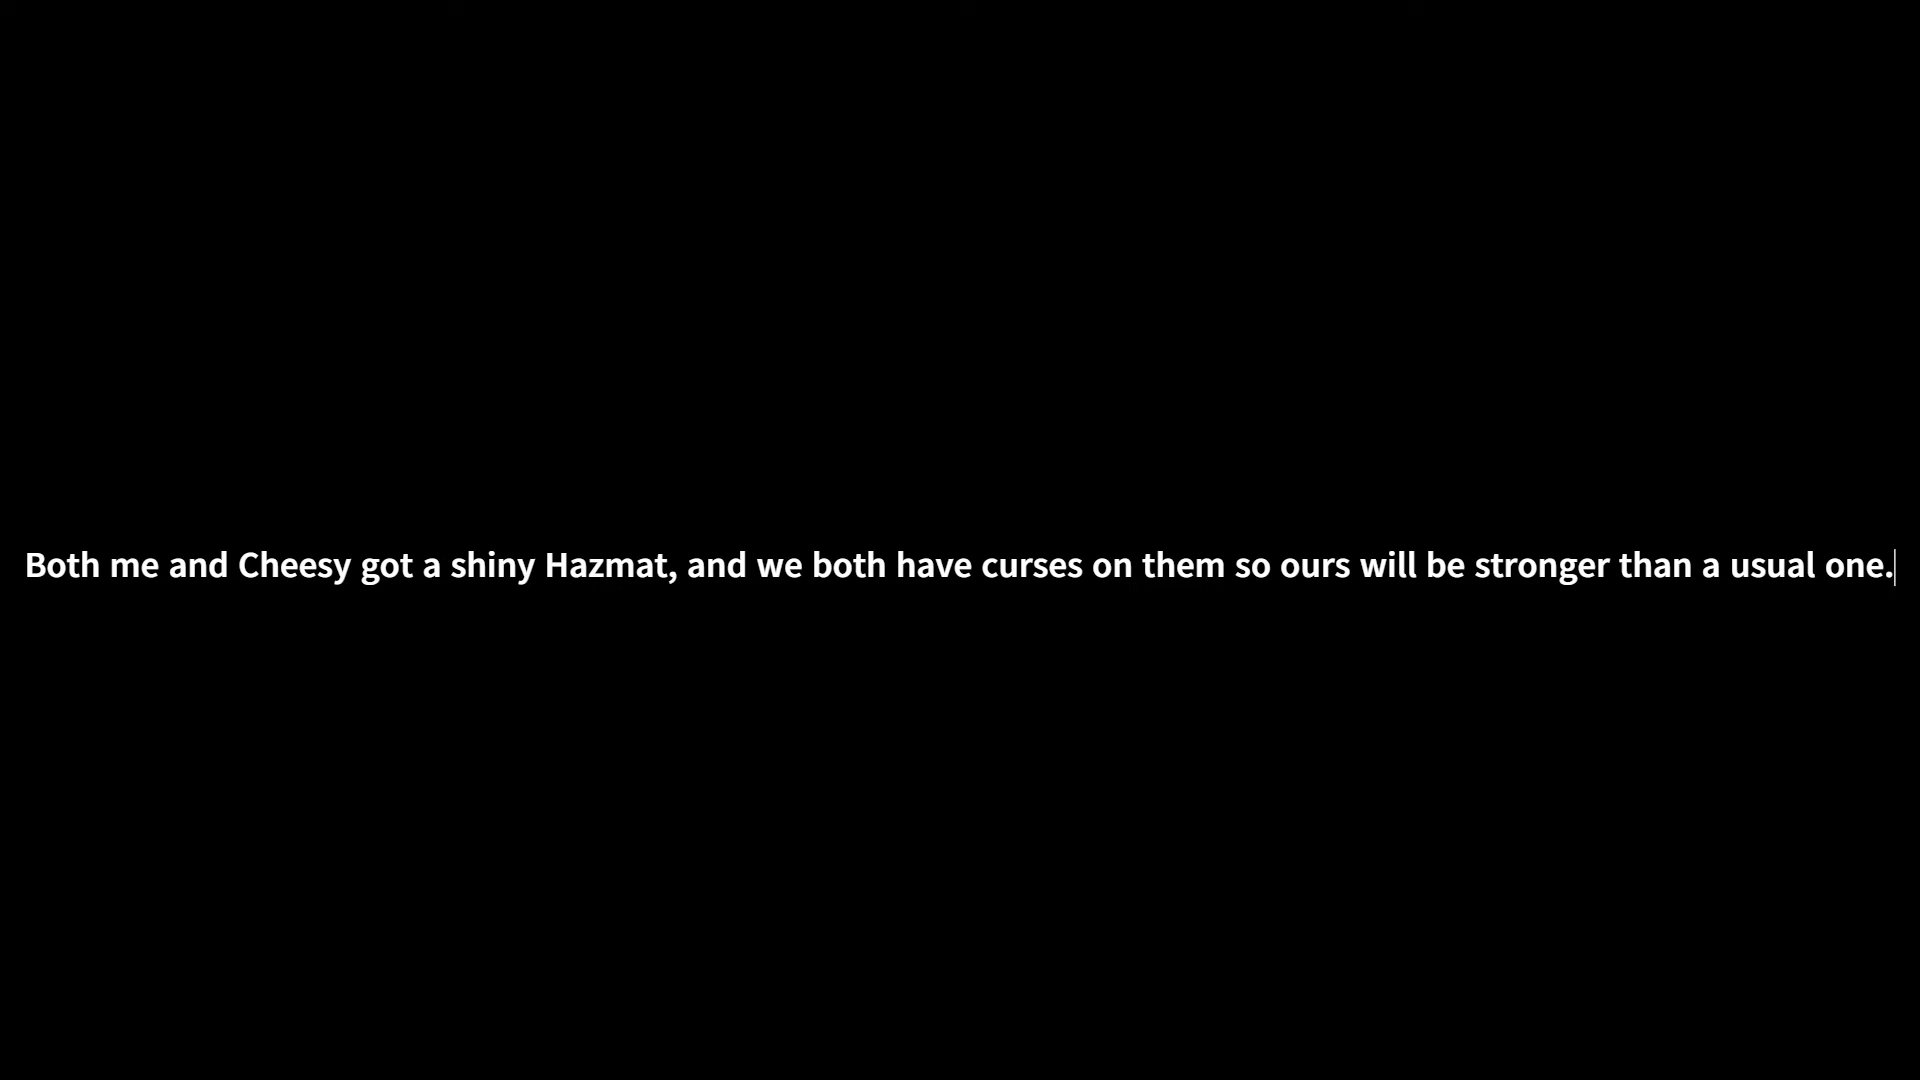 Both me and Cheesy got a shiny Hazmat, and we both have curses on them so ours will be stronger than a usual one.